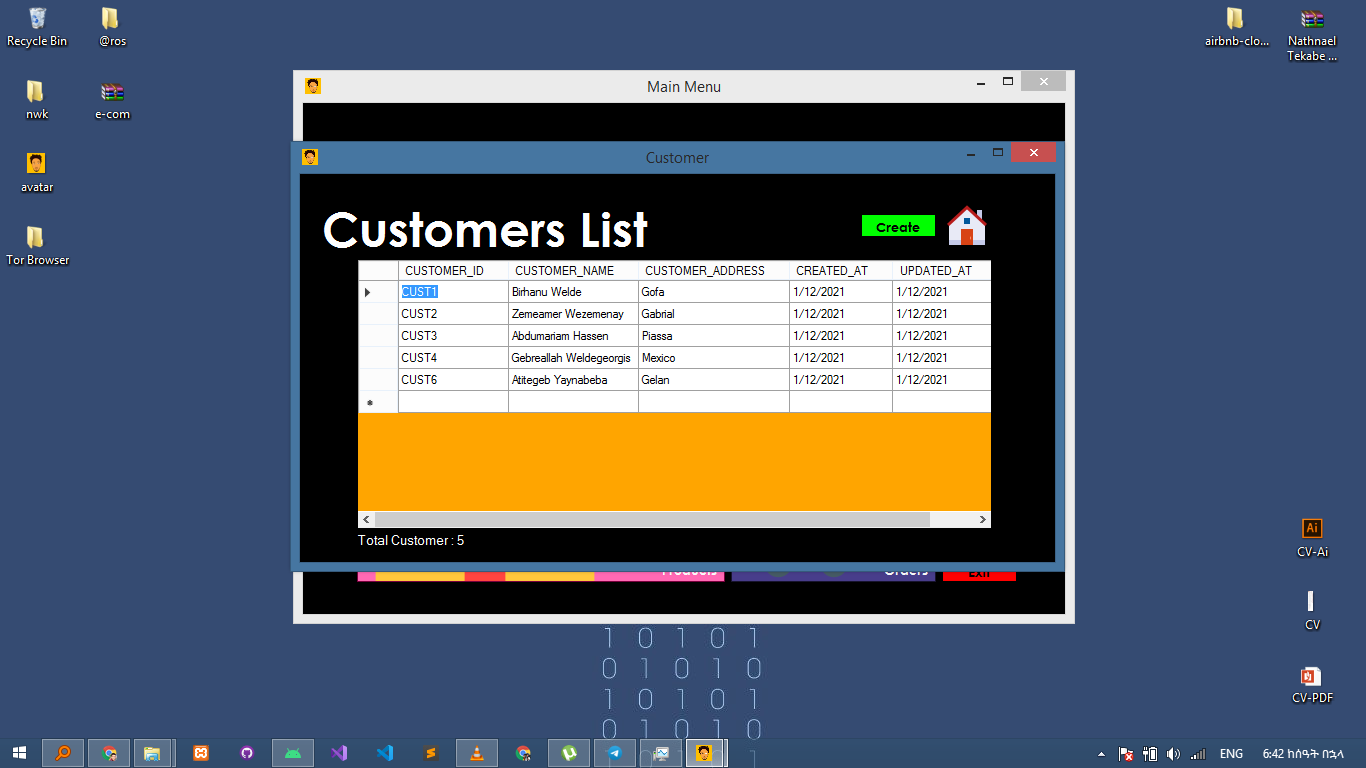 Recycle Bin
@ros
airbnb-clo...
Nathnael
Tekabe ...
nwk
e-com
avatar
Tor Browser
Main Menu
Customer
Customers List
Create
CUSTOMER_ID CUSTOMER_NAME CUSTOMER_ADDRESS CREATED_AT UPDATED_AT
CUST1 Birhanu Welde Gofa 1/12/2021 1/12/2021
CUST2 Zemeamer Wezemenay Gabrial 1/12/2021 1/12/2021
CUST3 Abdumariam Hassen Piassa 1/12/2021 1/12/2021
CUST4 Gebreallah Weldegeorgis Mexico 1/12/2021 1/12/2021
CUST6 Atitegeb Yaynabeba Gelan 1/12/2021 1/12/2021
Total Customer : 5
Products Orders Exit
1 0 1 0 1
0 1 0 1 0
1 0 1 0 1
0 1 0 1 0
Ai
CV-Ai
CV
CV-PDF
ENG 6:42 ከሰዓት በኋላ